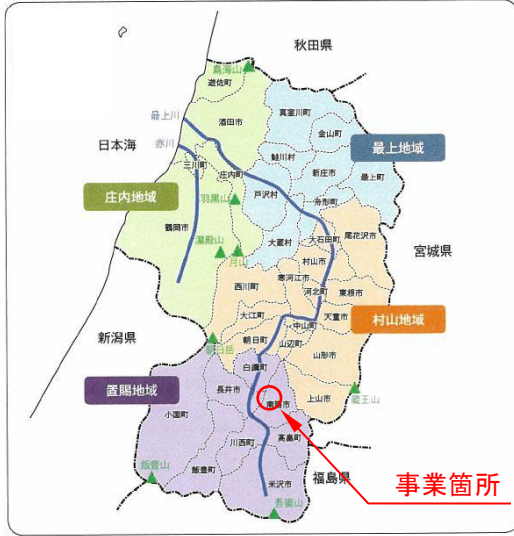 秋田県
鳥海山
遊佐町
真室川町
最上川
酒田市
金山町
日本海
赤川
鮭川村
最上地域
三川町
庄内町
新庄市
最上町
庄内地域
羽黒山
戸沢村
舟形町
鶴岡市
大石田町
尾花沢市
湯殿山
月山
大蔵村
村山市
宮城県
西川町
寒河江市
河北町
東根市
大江町
天童市
村山地域
新潟県
朝日町
中山町
朝日岳
山辺町
山形市
白鷹町
置賜地域
長井市
上山市
蔵王山
小国町
南陽市
川西町
高畠町
飯豊山
飯豊町
福島県
米沢市
事業箇所
吾妻山